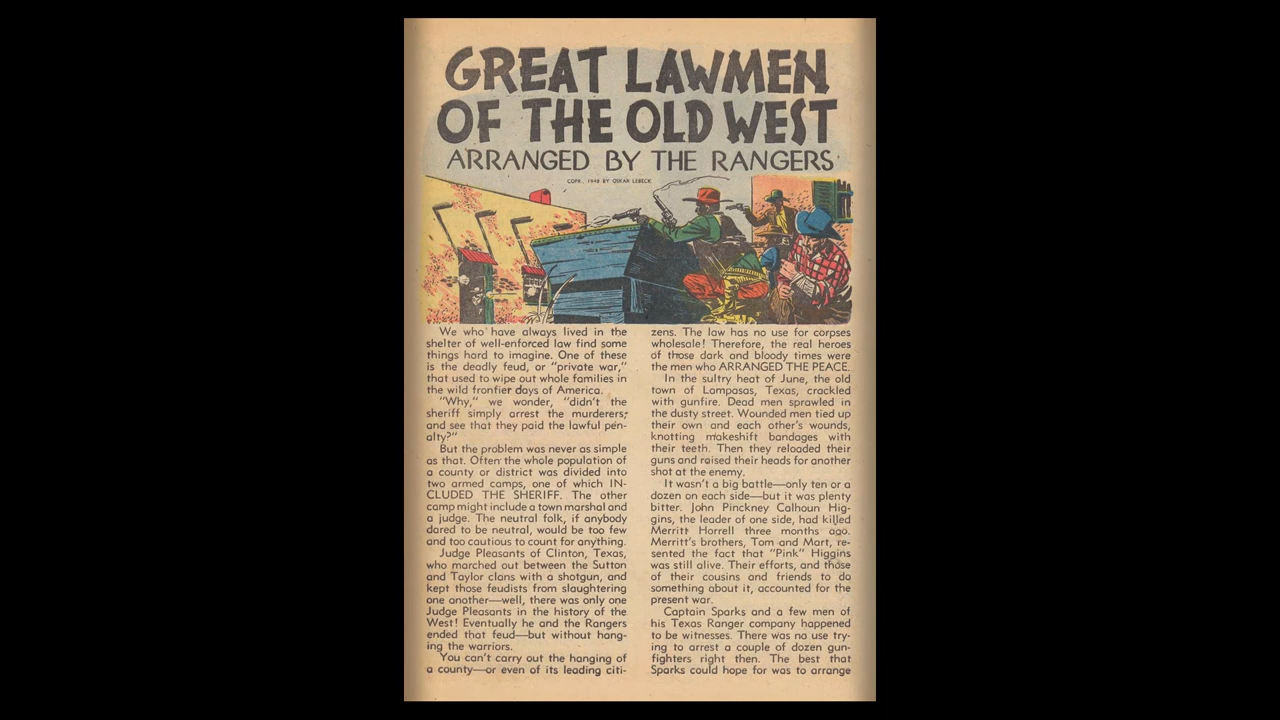 GREAT LAWMEN
OF THE OLD WEST
ARRANGED BY THE RANGERS
COPR., 1948 BY OSKAR LEBECK
We who have always lived in the
shelter of well-enforced law find some
things hard to imagine. One of these
is the deadly feud, or "private war,"
that used to wipe out whole families in
the wild frontier days of America.
"Why," we wonder, "didn't the
sheriff simply arrest the murderers;
and see that they paid the lawful pen-
alty?"
But the problem was never as simple
as that. Often the whole population of
a county or district was divided into
two armed camps, one of which IN-
CLUDED THE SHERIFF. The other
camp might include a town marshal and
a judge. The neutral folk, if anybody
dared to be neutral, would be too few
and too cautious to count for anything.
Judge Pleasants of Clinton, Texas,
who marched out between the Sutton
and Taylor clans with a shotgun, and
kept those feudists from slaughtering
one another—well, there was only one
Judge Pleasants in the history of the
West! Eventually he and the Rangers
ended that feud—but without hang-
ing the warriors.
You can't carry out the hanging of
a county—or even of its leading citi-
zens. The law has no use for corpses
wholesale! Therefore, the real heroes
of those dark and bloody times were
the men who ARRANGED THE PEACE.
In the sultry heat of June, the old
town of Lampasas, Texas, crackled
with gunfire. Dead men sprawled in
the dusty street. Wounded men tied up
their own and each other's wounds,
knotting makeshift bandages with
their teeth. Then they reloaded their
guns and raised their heads for another
shot at the enemy.
It wasn't a big battle—only ten or a
dozen on each side—but it was plenty
bitter. John Pinckney Calhoun Hig-
gins, the leader of one side, had killed
Merritt Horrell three months ago.
Merritt's brothers, Tom and Mart, re-
sented the fact that "Pink" Higgins
was still alive. Their efforts, and those
of their cousins and friends to do
something about it, accounted for the
present war.
Captain Sparks and a few men of
his Texas Ranger company happened
to be witnesses. There was no use try-
ing to arrest a couple of dozen gun-
fighters right then. The best that
Sparks could hope for was to arrange